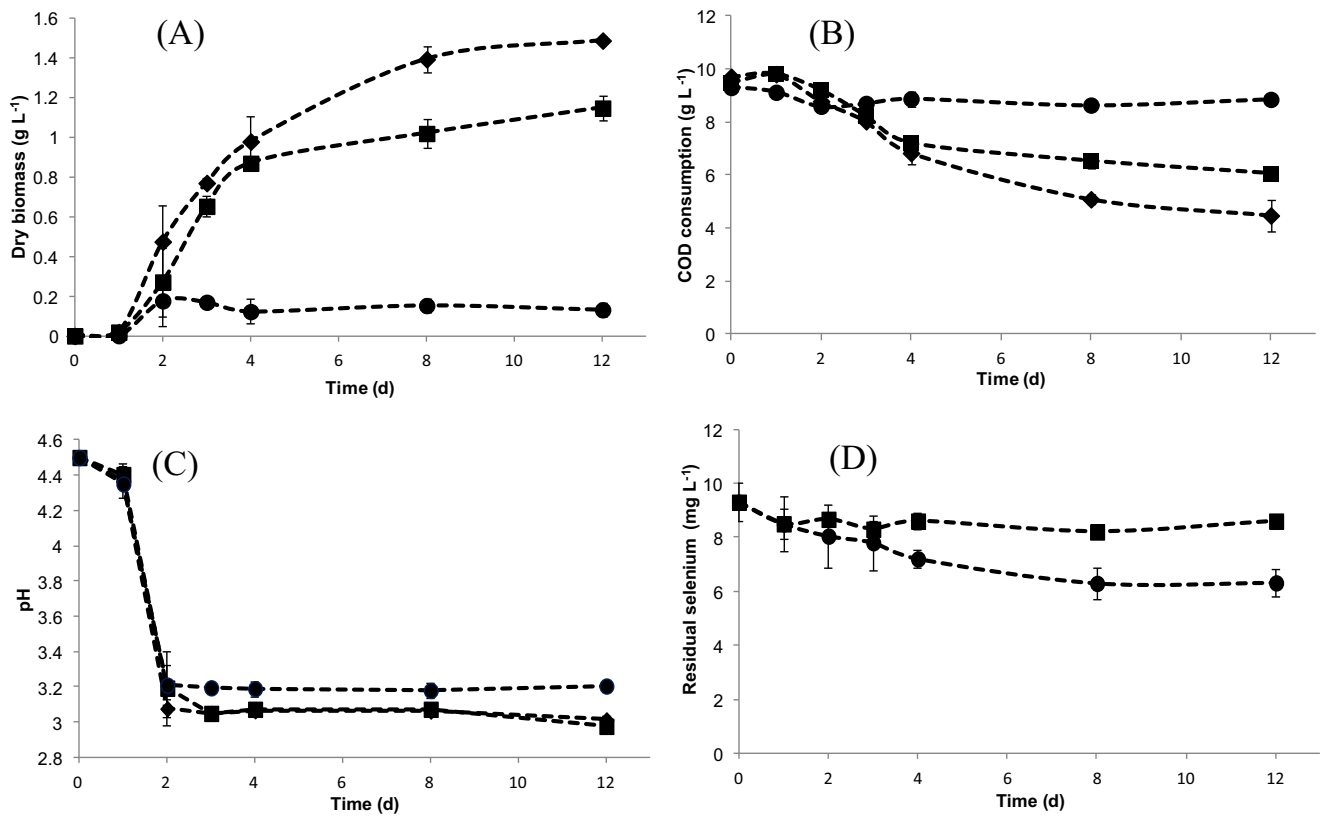 (A)
Dry biomass (g L-1)
1.6
1.4
1.2
1
0.8
0.6
0.4
0.2
0
0 2 4 6 8 10 12
Time (d)
(B)
COD consumption (g L-1)
12
10
8
6
4
2
0
0 2 4 6 8 10 12
Time (d)
(C)
pH
4.6
4.4
4.2
4
3.8
3.6
3.4
3.2
3
2.8
0 2 4 6 8 10 12
Time (d)
(D)
Residual selenium (mg L-1)
12
10
8
6
4
2
0
0 2 4 6 8 10 12
Time (d)